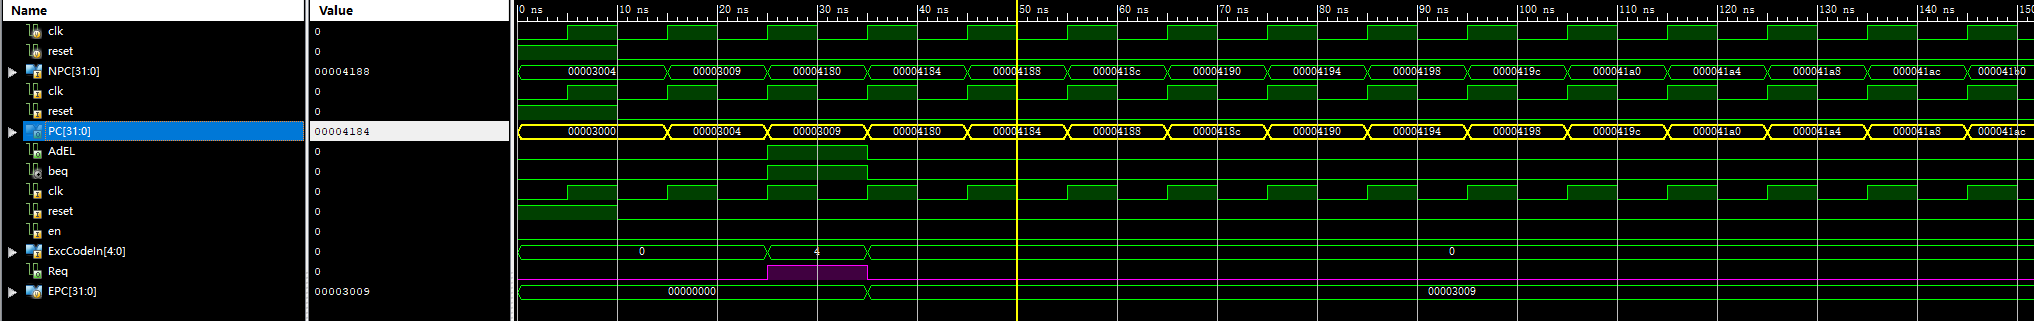 Name Value 0 ns 10 ns 20 ns 30 ns 40 ns 50 ns 60 ns 70 ns 80 ns 90 ns 100 ns 110 ns 120 ns 130 ns 140 ns
clk 0
reset 0
NPC[31:0] 00004188 00003004 00003009 00004180 00004184 00004188 0000418c 00004190 00004194 00004198 0000419c 000041a0 000041a4 000041a8 000041ac 000041b0
clk 0
reset 0
PC[31:0] 00004184 00003000 00003004 00003009 00004180 00004184 00004188 0000418c 00004190 00004194 00004198 0000419c 000041a0 000041a4 000041a8 000041ac
AdEL 0
beq 0
clk 0
reset 0
en 0
ExcCodeIn[4:0] 0 0 4 0
Req 0
EPC[31:0] 00003009 00000000 00003009